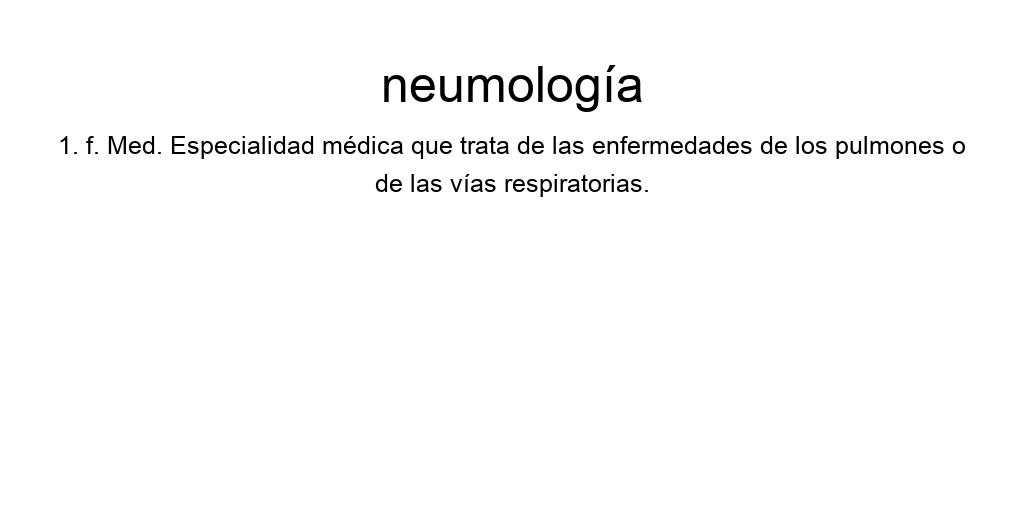 neumología
1. f. Med. Especialidad médica que trata de las enfermedades de los pulmones o
de las vías respiratorias.